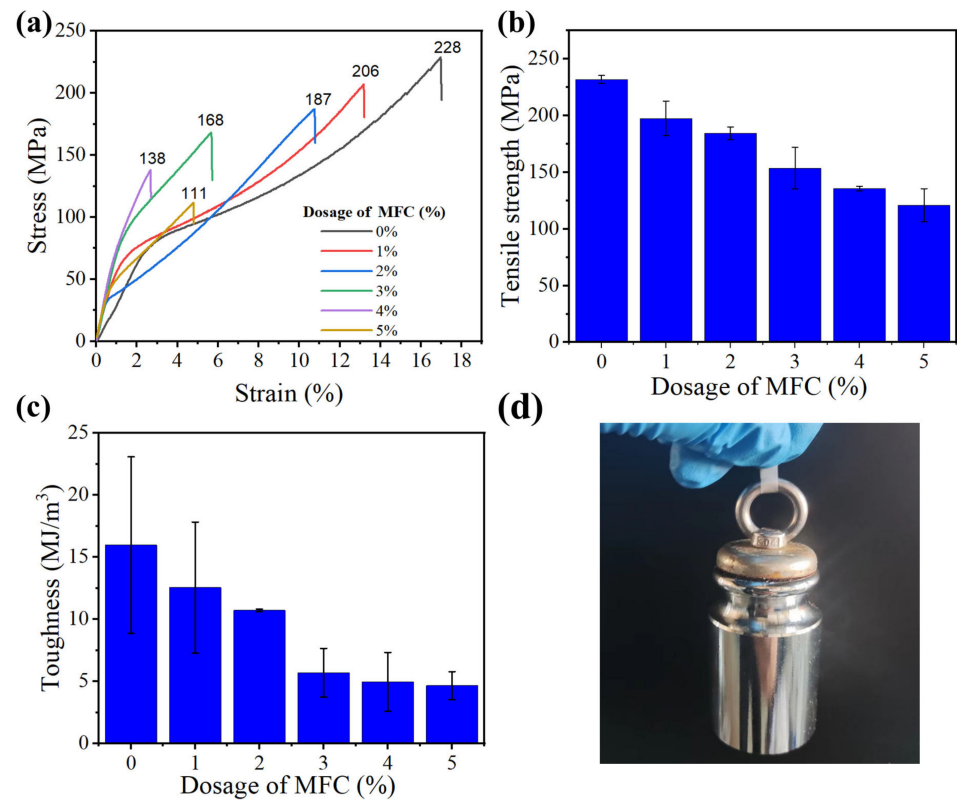 (a)
Stress (MPa)
250
200
150
100
50
0
228
206
187
168
138
111
Dosage of MFC (%)
0%
1%
2%
3%
4%
5%
0 2 4 6 8 10 12 14 16 18
Strain (%)
(b)
Tensile strength (MPa)
250
200
150
100
50
0
0 1 2 3 4 5
Dosage of MFC (%)
(c)
Toughness (MJ/m³)
25
20
15
10
5
0
0 1 2 3 4 5
Dosage of MFC (%)
(d)